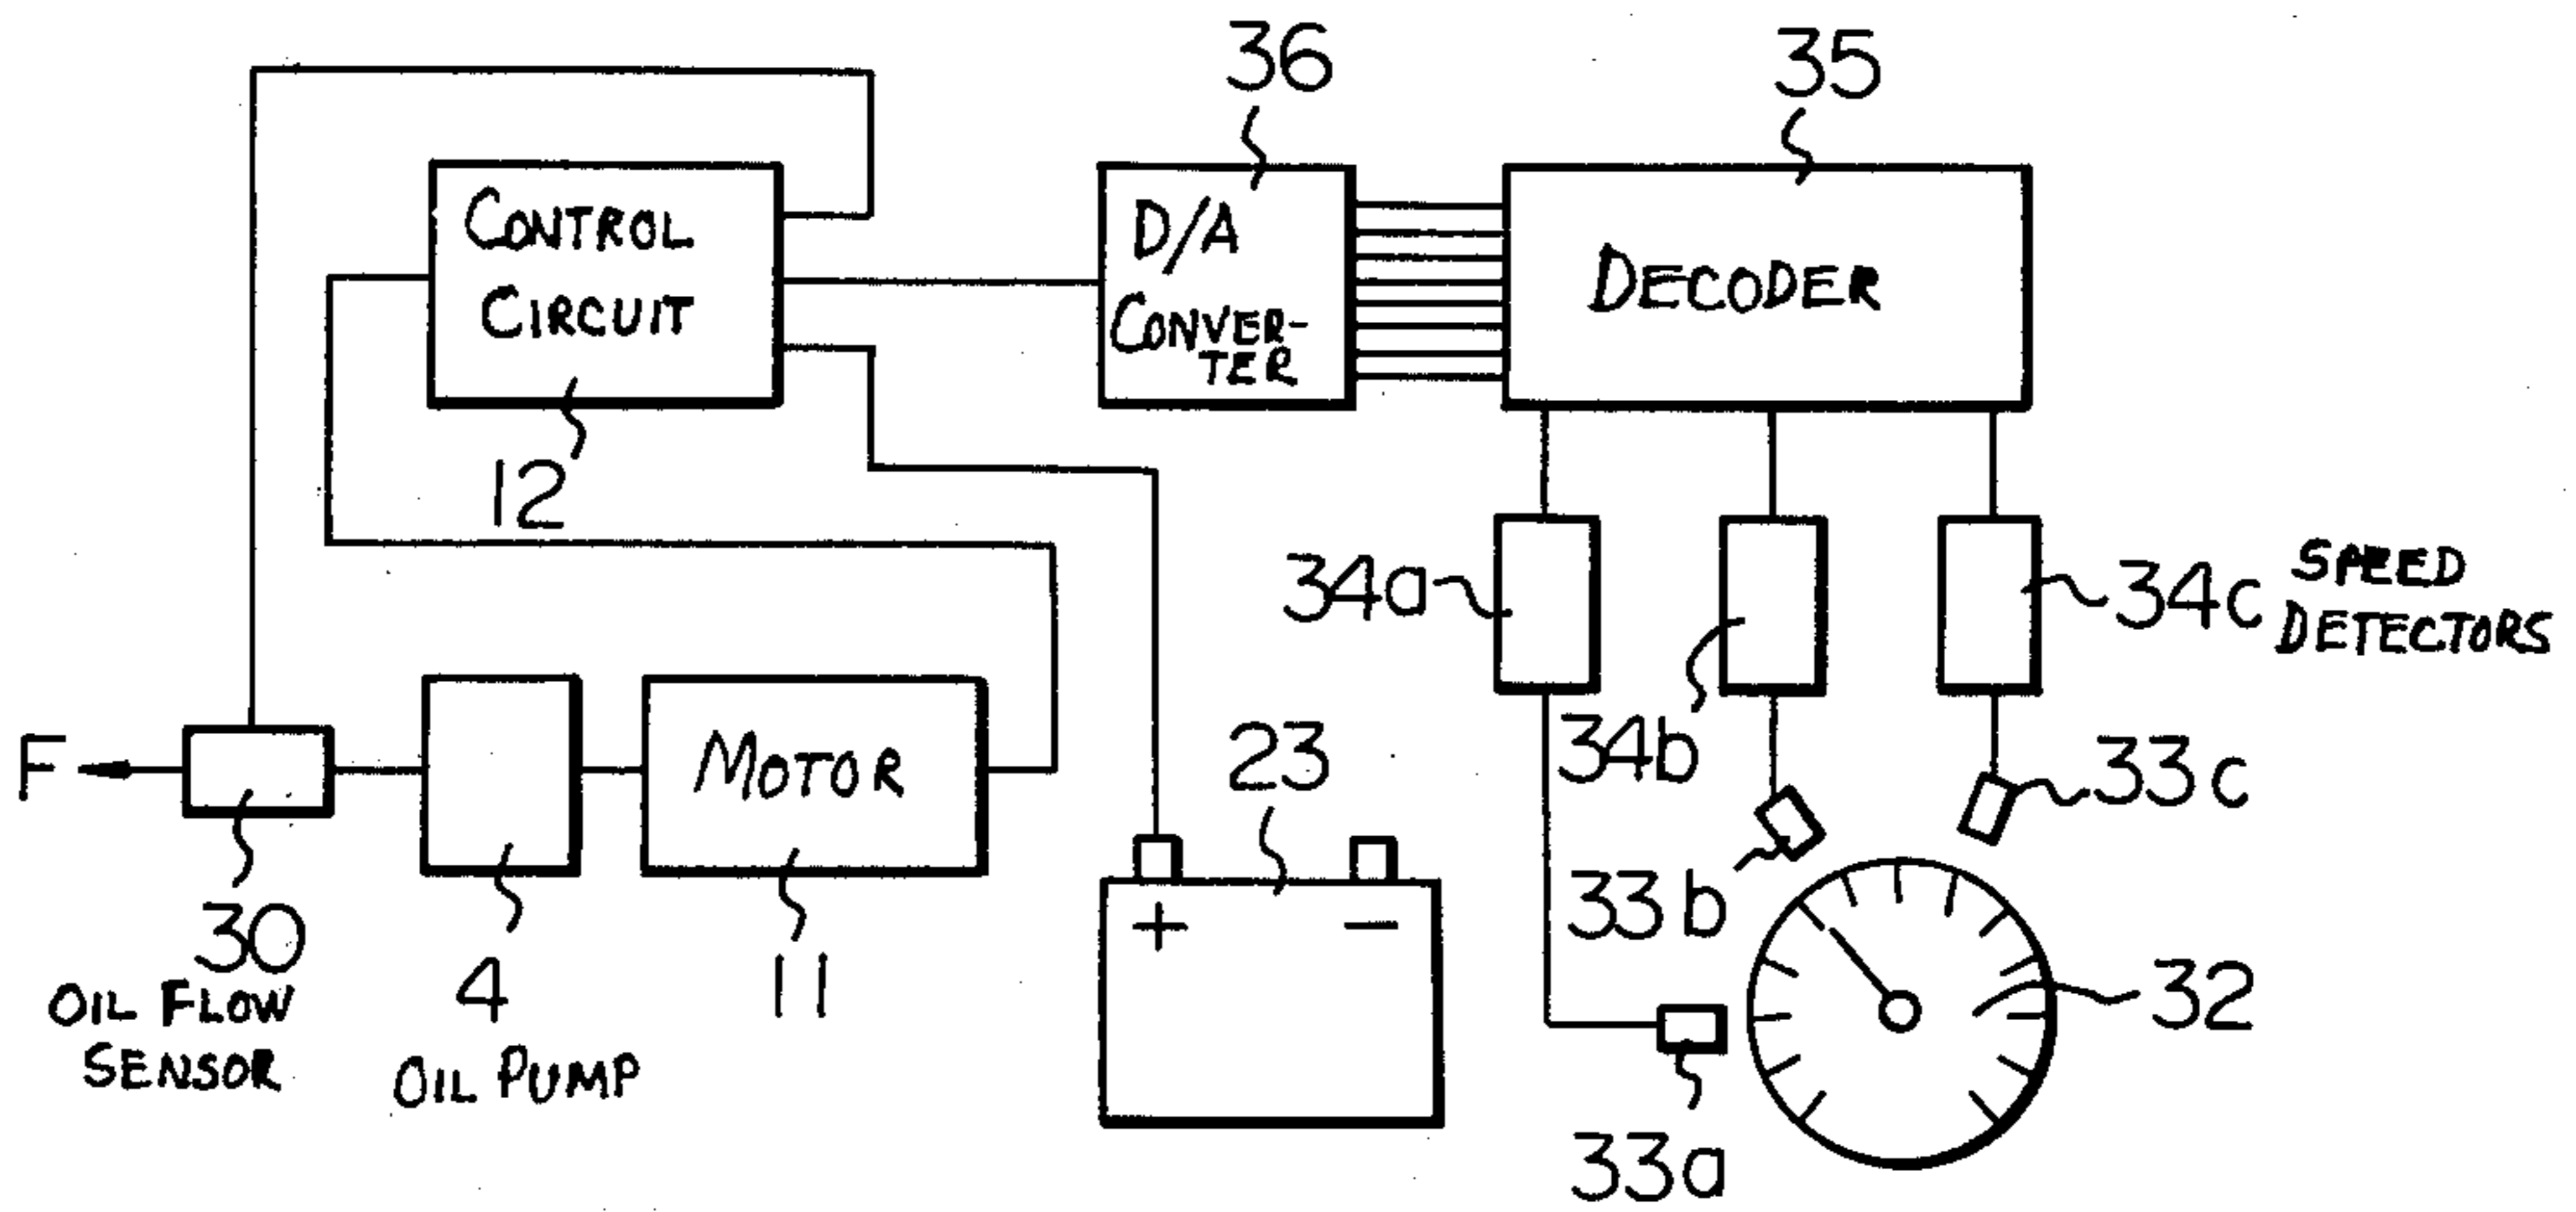 36
35
CONTROL
CIRCUIT
D/A
CONVER-
TER
DECODER
12
34a
34b
34c
SPEED
DETECTORS
F
MOTOR
23
33c
33b
30
OIL FLOW
SENSOR
4
OIL PUMP
11
+ −
32
33a